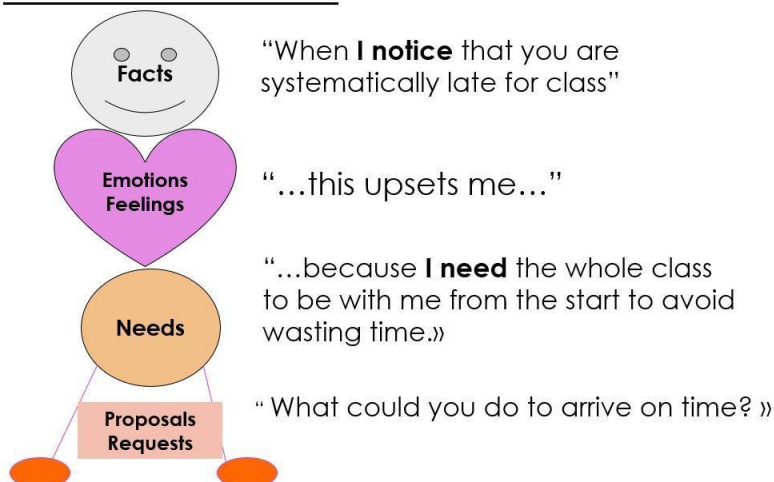 Facts
“When I notice that you are
systematically late for class”
Emotions
Feelings
“…this upsets me…”
Needs
“…because I need the whole class
to be with me from the start to avoid
wasting time.»
Proposals
Requests
“ What could you do to arrive on time? »